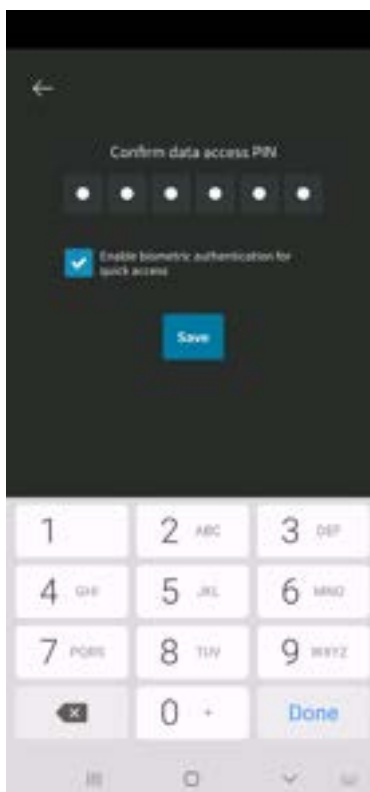 Confirm data access PIN
Enable biometric authentication for
quick access
Save
1
2 ABC
3 DEF
4 GHI
5 JKL
6 MNO
7 PQRS
8 TUV
9 WXYZ
0 +
Done